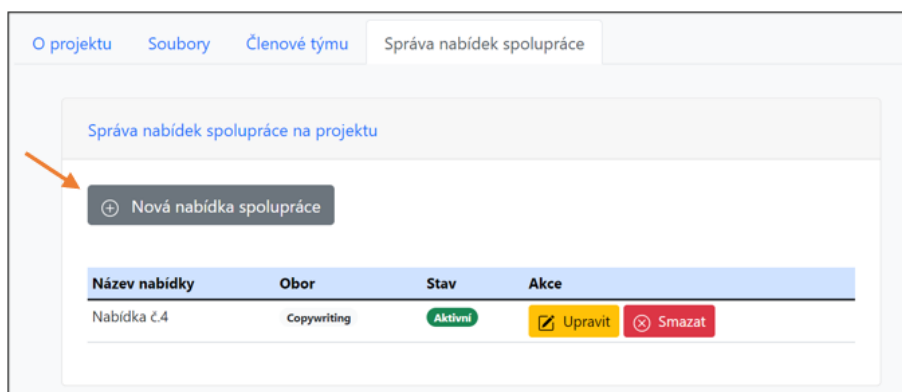 O projektu Soubory Členové týmu Správa nabídek spolupráce
Správa nabídek spolupráce na projektu
Nová nabídka spolupráce
Název nabídky Obor Stav Akce
Nabídka č.4 Copywriting Aktivní Upravit Smazat